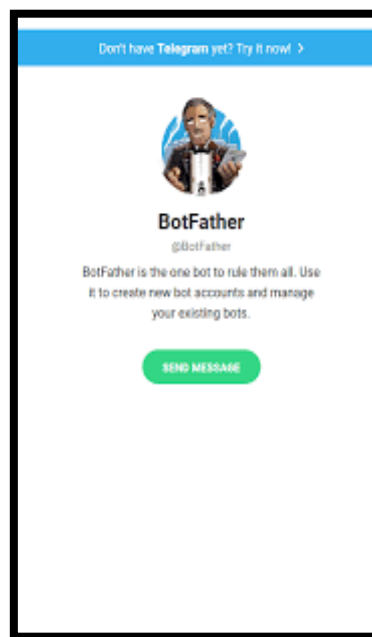 Don't have Telegram yet? Try it now! >
BotFather
@BotFather
BotFather is the one bot to rule them all. Use
it to create new bot accounts and manage
your existing bots.
SEND MESSAGE